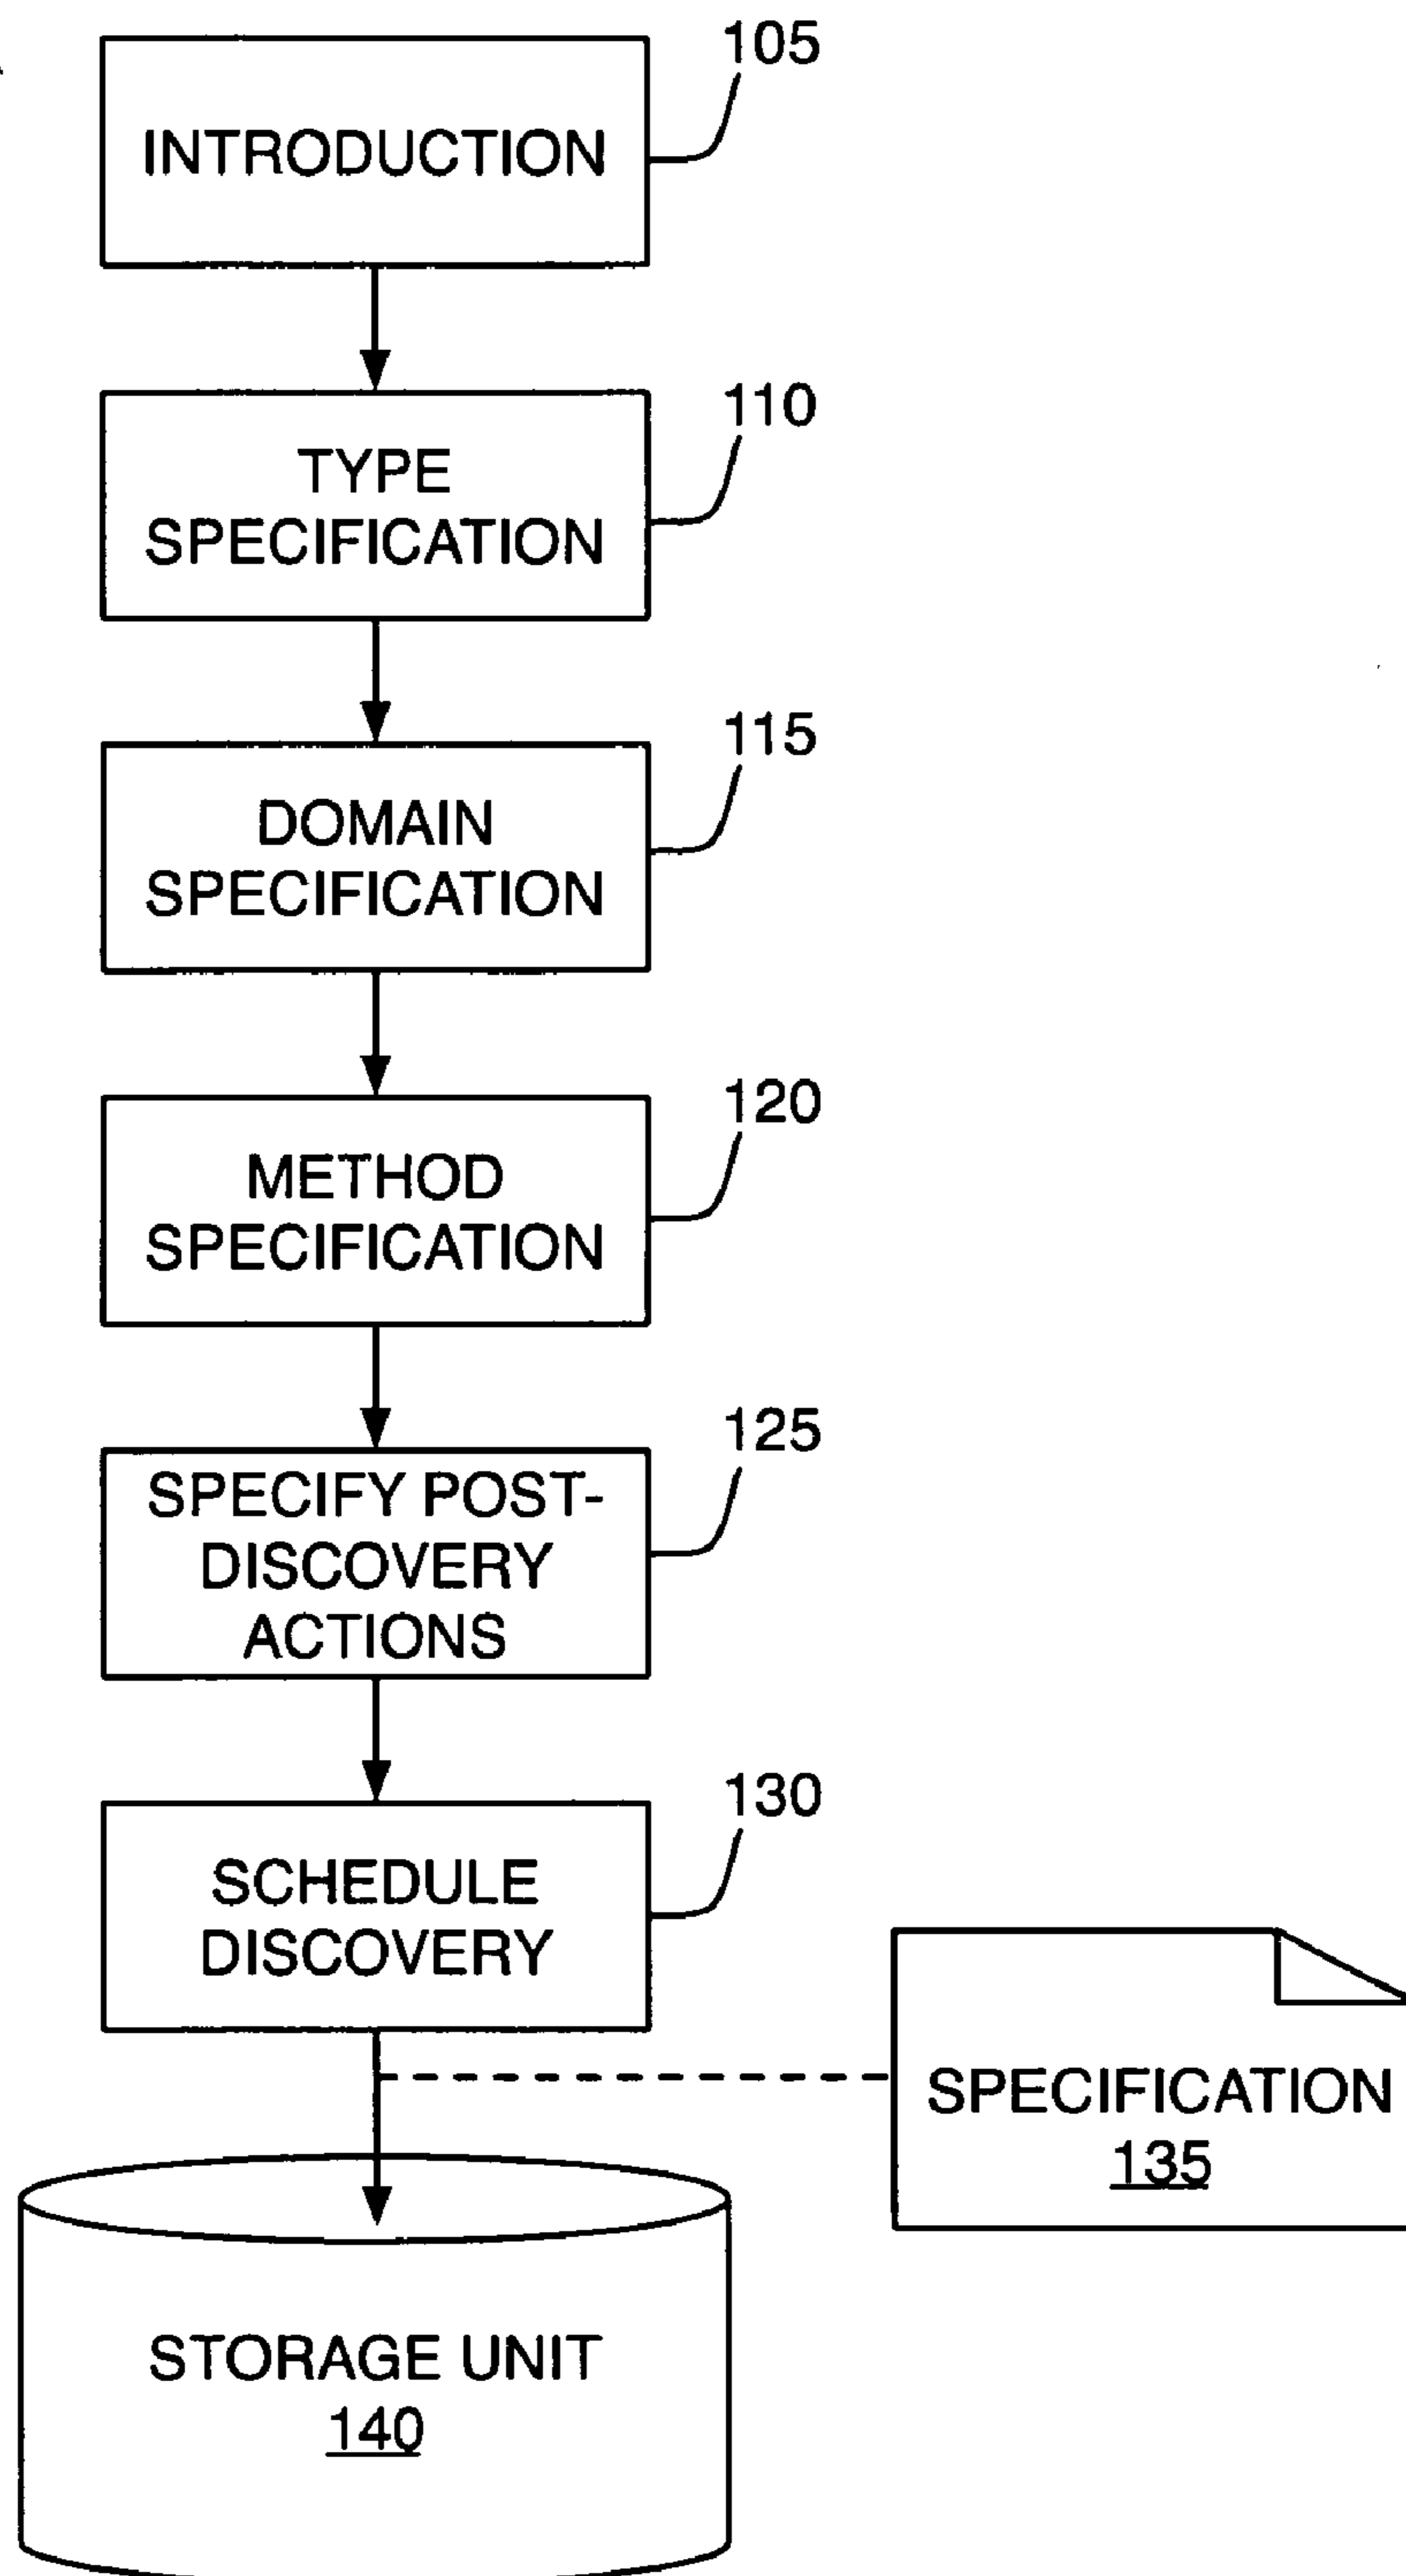 105
INTRODUCTION
110
TYPE
SPECIFICATION
115
DOMAIN
SPECIFICATION
120
METHOD
SPECIFICATION
125
SPECIFY POST-
DISCOVERY
ACTIONS
130
SCHEDULE
DISCOVERY
SPECIFICATION
135
STORAGE UNIT
140